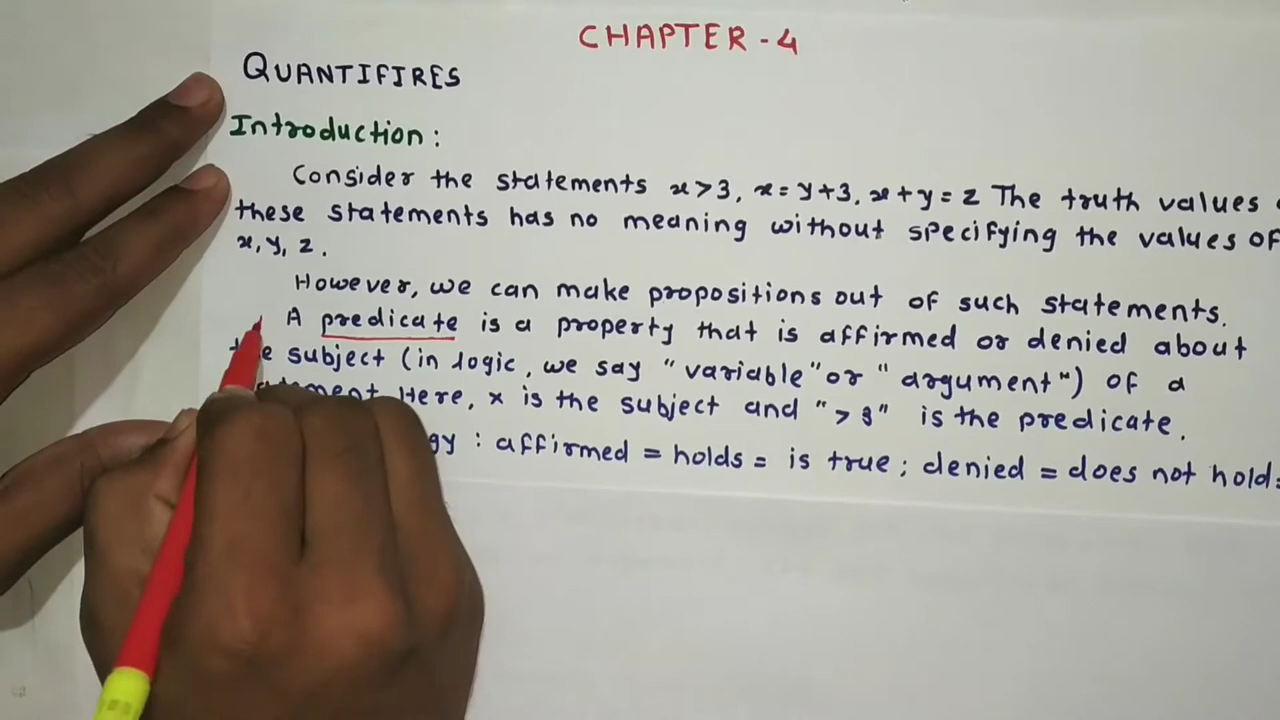 CHAPTER - 4
QUANTIFIRES
Introduction:
Consider the statements x > 3, x = y + 3, x + y = z The truth values
these statements has no meaning without specifying the values of
x, y, z.
However, we can make propositions out of such statements.
A predicate is a property that is affirmed or denied about
the subject (in logic, we say "variable" or "argument") of a
Here, x is the subject and "> 3" is the predicate.
: affirmed = holds = is true; denied = does not hold